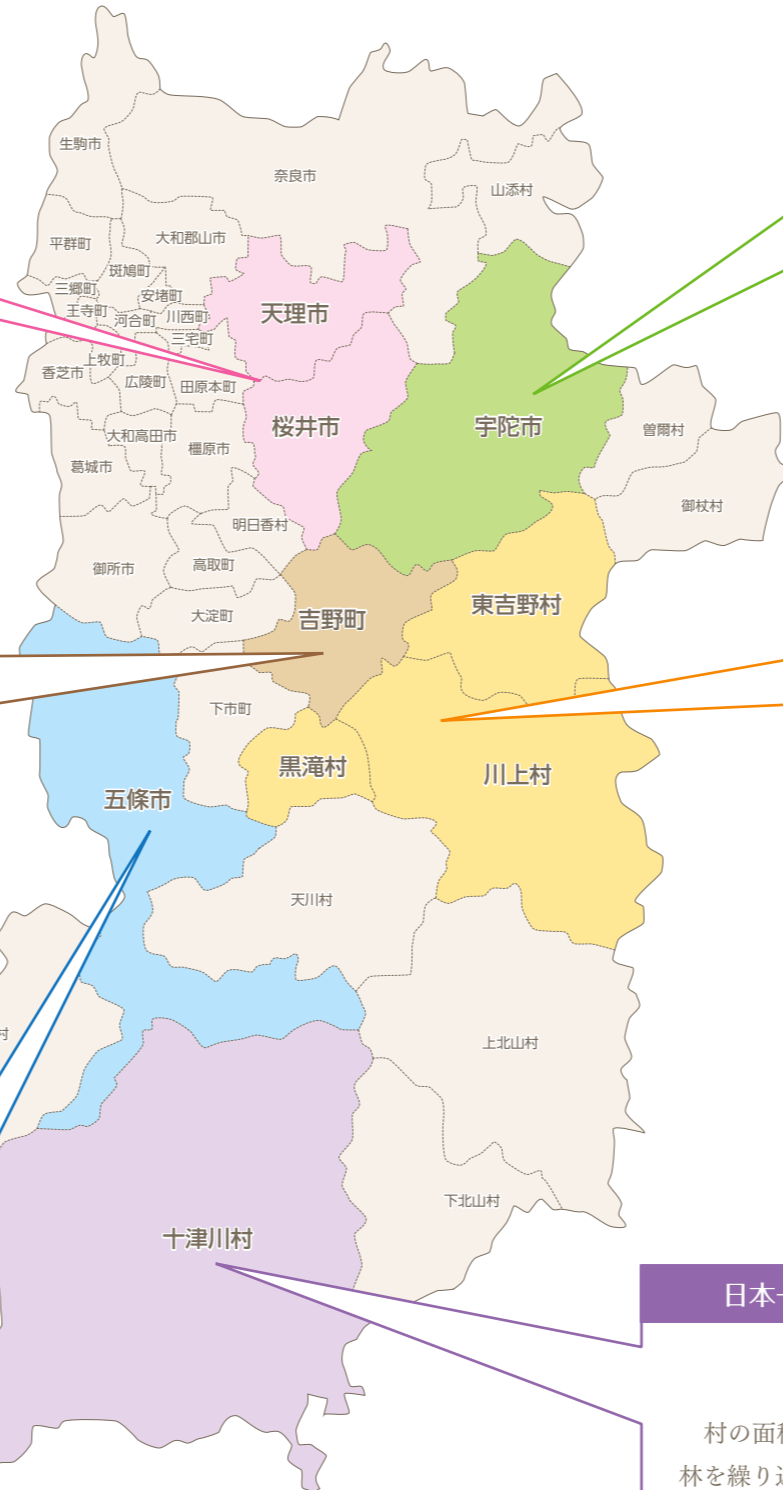 生駒市
奈良市
山添村
平群町
大和郡山市
斑鳩町
三郷町
安堵町
王寺町
河合町
川西町
天理市
三宅町
上牧町
香芝市
広陵町
田原本町
桜井市
宇陀市
曽爾村
大和高田市
橿原市
葛城市
御杖村
明日香村
御所市
高取町
東吉野村
大淀町
吉野町
下市町
黒滝村
川上村
五條市
天川村
村
上北山村
下北山村
十津川村
日本
村の面
林を繰り